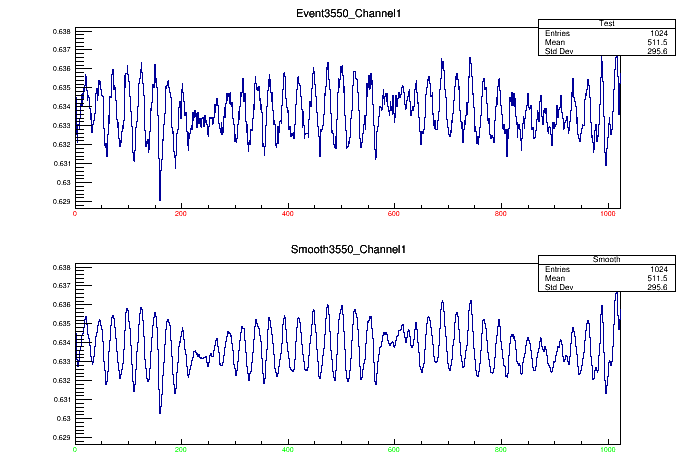 Event3550_Channel1
Test
Entries 1024
Mean 511.5
Std Dev 295.6
0.638
0.637
0.636
0.635
0.634
0.633
0.632
0.631
0.63
0.629
0 200 400 600 800 1000
Smooth3550_Channel1
Smooth
Entries 1024
Mean 511.5
Std Dev 295.6
0.638
0.637
0.636
0.635
0.634
0.633
0.632
0.631
0.63
0.629
0 200 400 600 800 1000